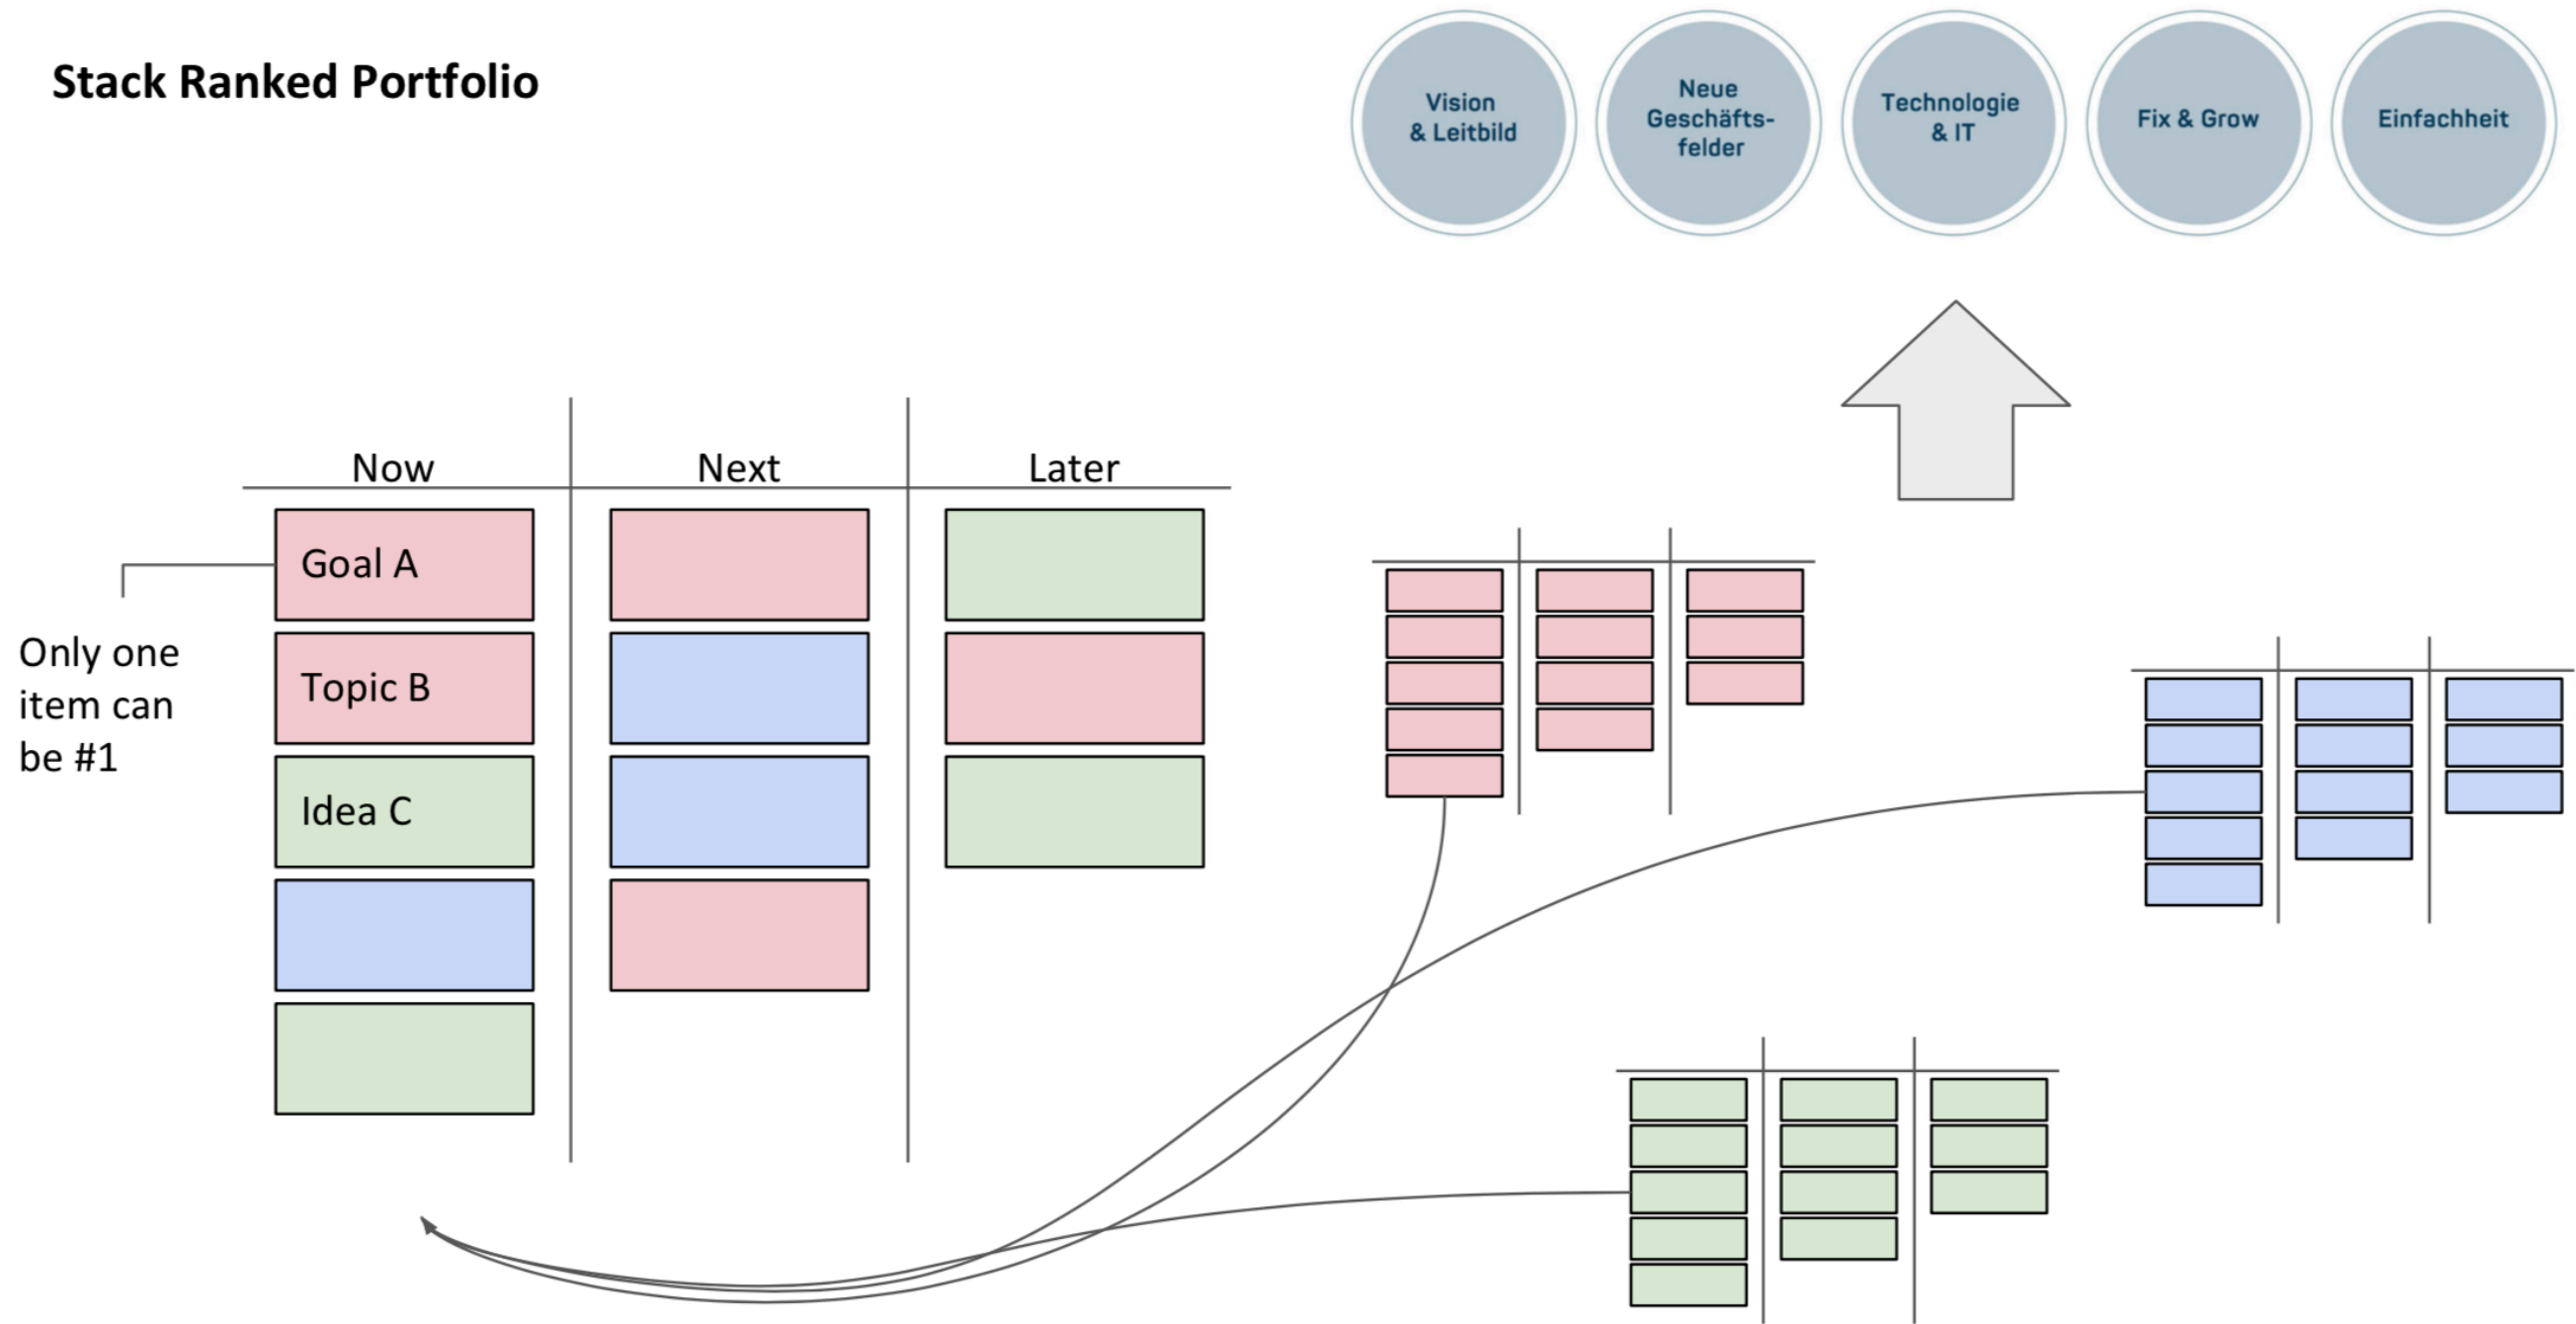 Stack Ranked Portfolio
Vision
& Leitbild
Neue
Geschäfts-
felder
Technologie
& IT
Fix & Grow
Einfachheit
Now
Next
Later
Goal A
Topic B
Idea C
Only one
item can
be #1